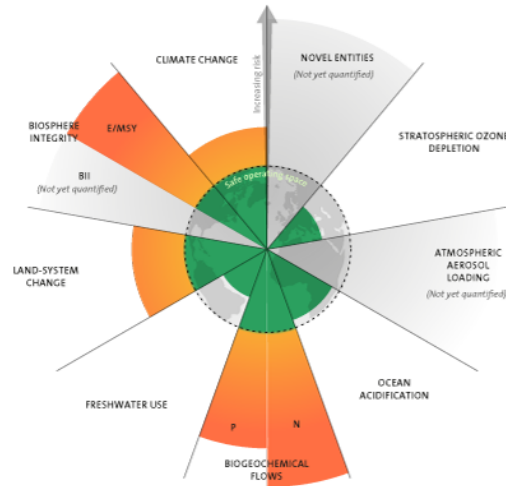 CLIMATE CHANGE
NOVEL ENTITIES
(Not yet quantified)
Increasing risk
BIOSPHERE
INTEGRITY
E/MSY
STRATOSPHERIC OZONE
DEPLETION
BII
(Not yet quantified)
Safe operating space
LAND-SYSTEM
CHANGE
ATMOSPHERIC
AEROSOL
LOADING
(Not yet quantified)
FRESHWATER USE
OCEAN
ACIDIFICATION
P
N
BIOGEOCHEMICAL
FLOWS